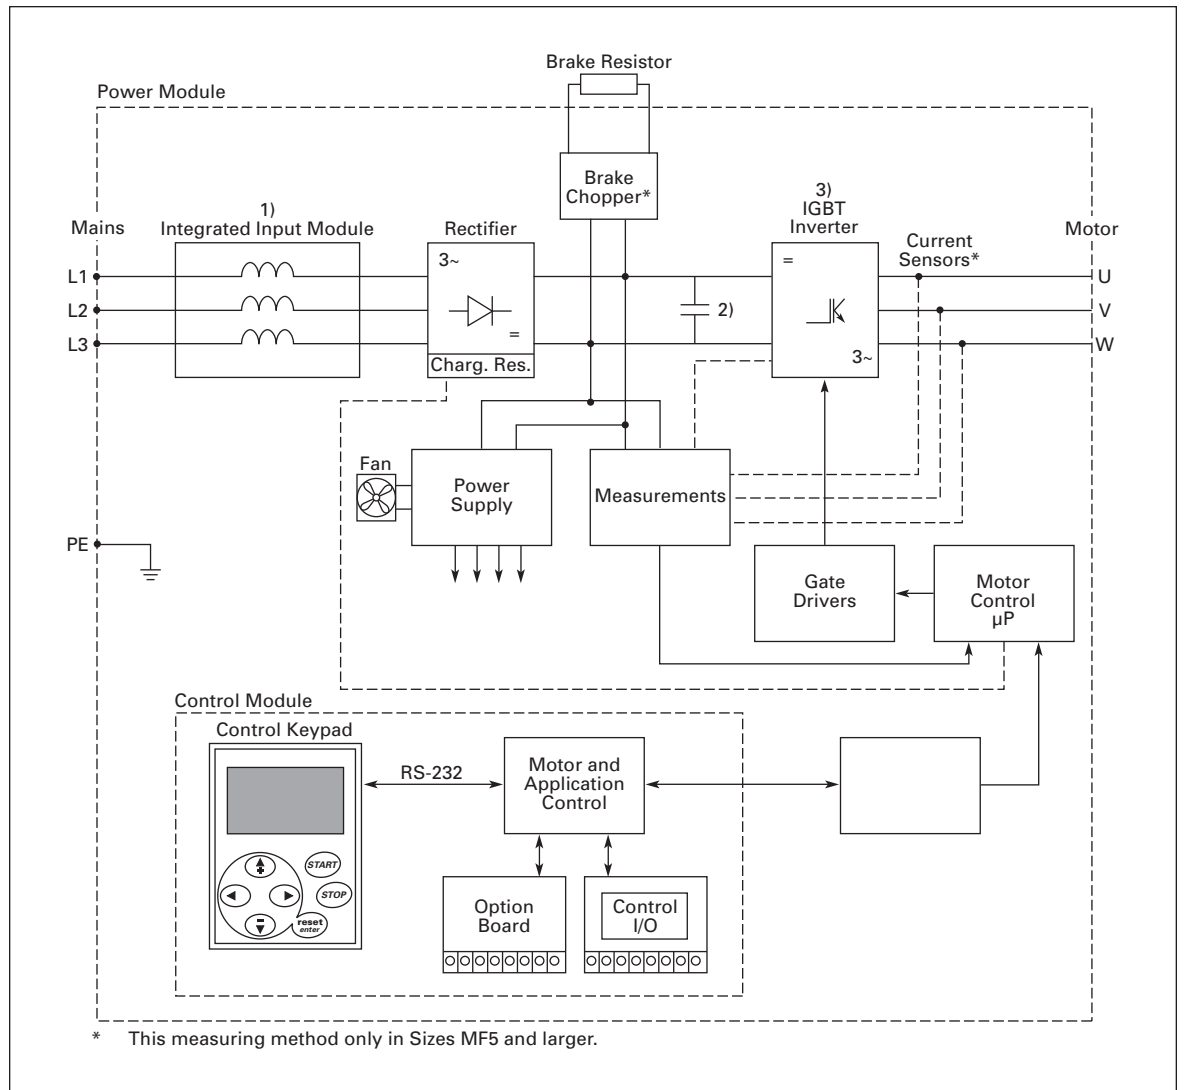 Brake Resistor
Power Module
Brake
Chopper*
3)
IGBT
Inverter
1)
Integrated Input Module
Mains
Rectifier
Current
Sensors*
Motor
L1
3~
=
U
L2
2)
V
L3
=
3~
W
Charg. Res.
Fan
Power
Supply
Measurements
PE
Gate
Drivers
Motor
Control
µP
Control Module
Control Keypad
RS-232
Motor and
Application
Control
START
STOP
reset
enter
+
−
Option
Board
Control
I/O
* This measuring method only in Sizes MF5 and larger.